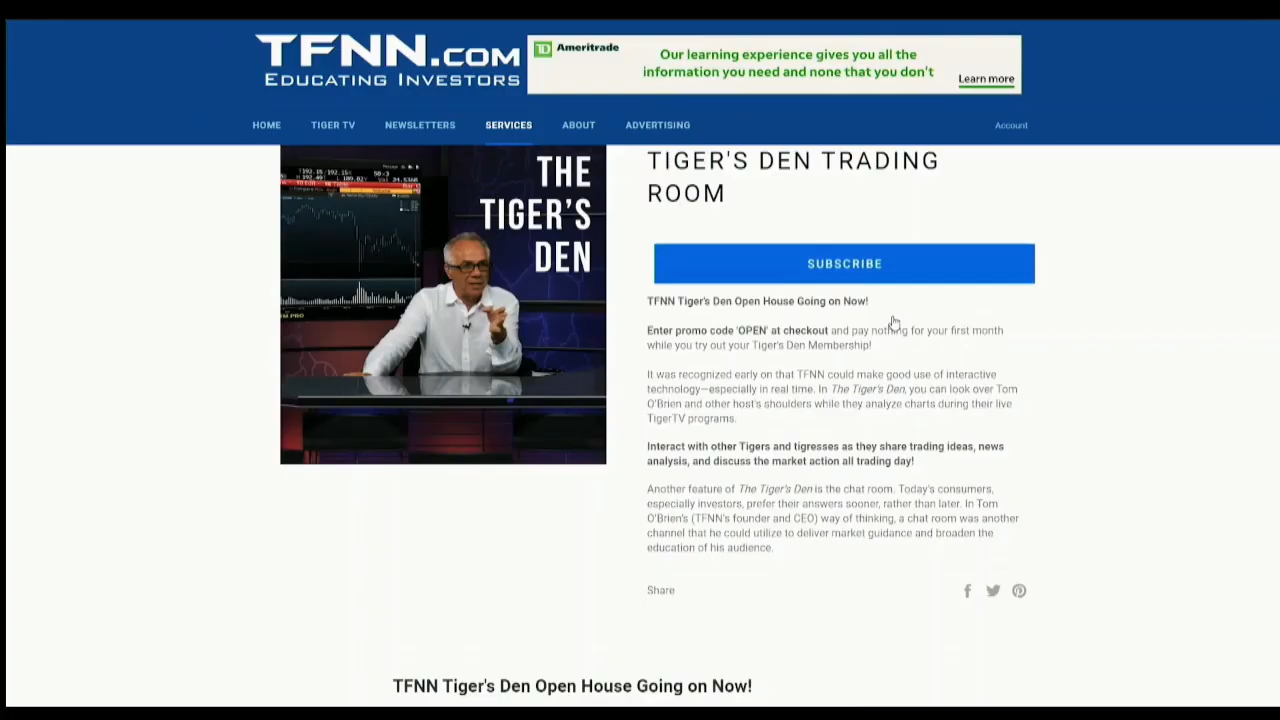 TFNN.COM
EDUCATING INVESTORS
TD Ameritrade
Our learning experience gives you all the
information you need and none that you don't
Learn more
HOME
TIGER TV
NEWSLETTERS
SERVICES
ABOUT
ADVERTISING
Account
THE
TIGER'S
DEN
TIGER'S DEN TRADING
ROOM
SUBSCRIBE
TFNN Tiger's Den Open House Going on Now!
Enter promo code 'OPEN' at checkout and pay nothing for your first month
while you try out your Tiger's Den Membership!
It was recognized early on that TFNN could make good use of interactive
technology—especially in real time. In The Tiger's Den, you can look over Tom
O'Brien and other host's shoulders while they analyze charts during their live
TigerTV programs.
Interact with other Tigers and tigresses as they share trading ideas, news
analysis, and discuss the market action all trading day!
Another feature of The Tiger's Den is the chat room. Today's consumers,
especially investors, prefer their answers sooner, rather than later. In Tom
O'Brien's (TFNN's founder and CEO) way of thinking, a chat room was another
channel that he could utilize to deliver market guidance and broaden the
education of his audience.
Share
TFNN Tiger's Den Open House Going on Now!